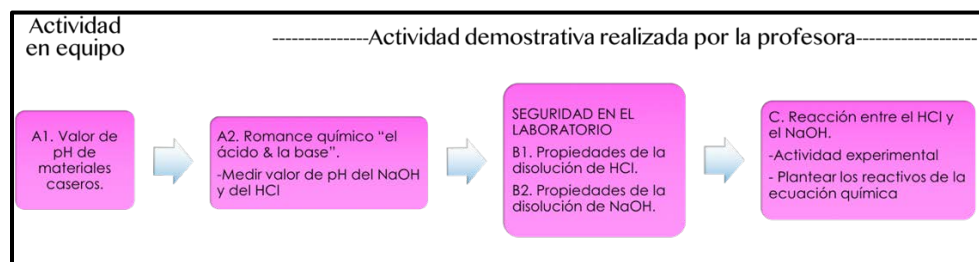 Actividad
en equipo
---------------Actividad demostrativa realizada por la profesora-------------------
A1. Valor de
pH de
materiales
caseros.
A2. Romance químico “el
ácido & la base”.
-Medir valor de pH del NaOH
y del HCl
SEGURIDAD EN EL
LABORATORIO
B1. Propiedades de la
disolución de HCl.
B2. Propiedades de la
disolución de NaOH.
C. Reacción entre el HCl y
el NaOH.
-Actividad experimental
- Plantear los reactivos de la
ecuación química